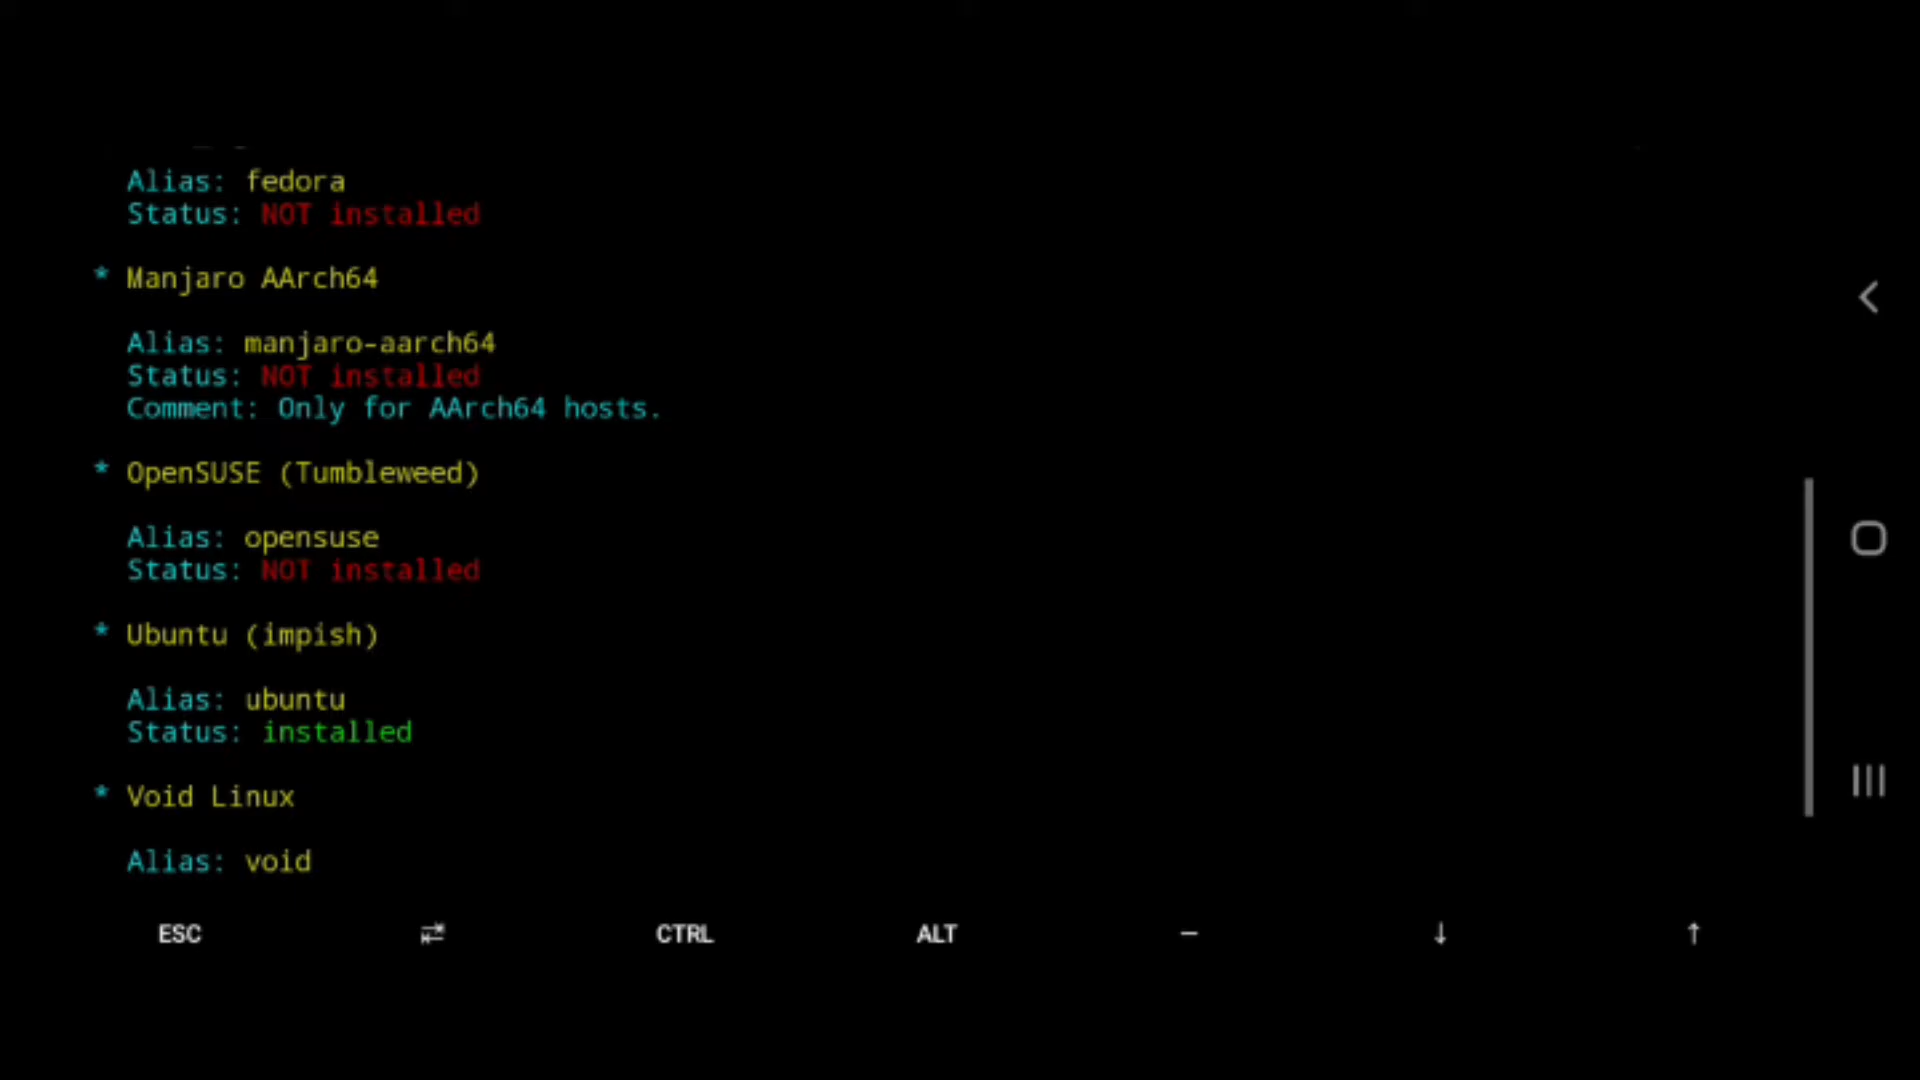 Alias: fedora
Status: NOT installed
* Manjaro AArch64
Alias: manjaro-aarch64
Status: NOT installed
Comment: Only for AArch64 hosts.
* OpenSUSE (Tumbleweed)
Alias: opensuse
Status: NOT installed
* Ubuntu (impish)
Alias: ubuntu
Status: installed
* Void Linux
Alias: void
ESC ⇄ CTRL ALT – ↓ ↑